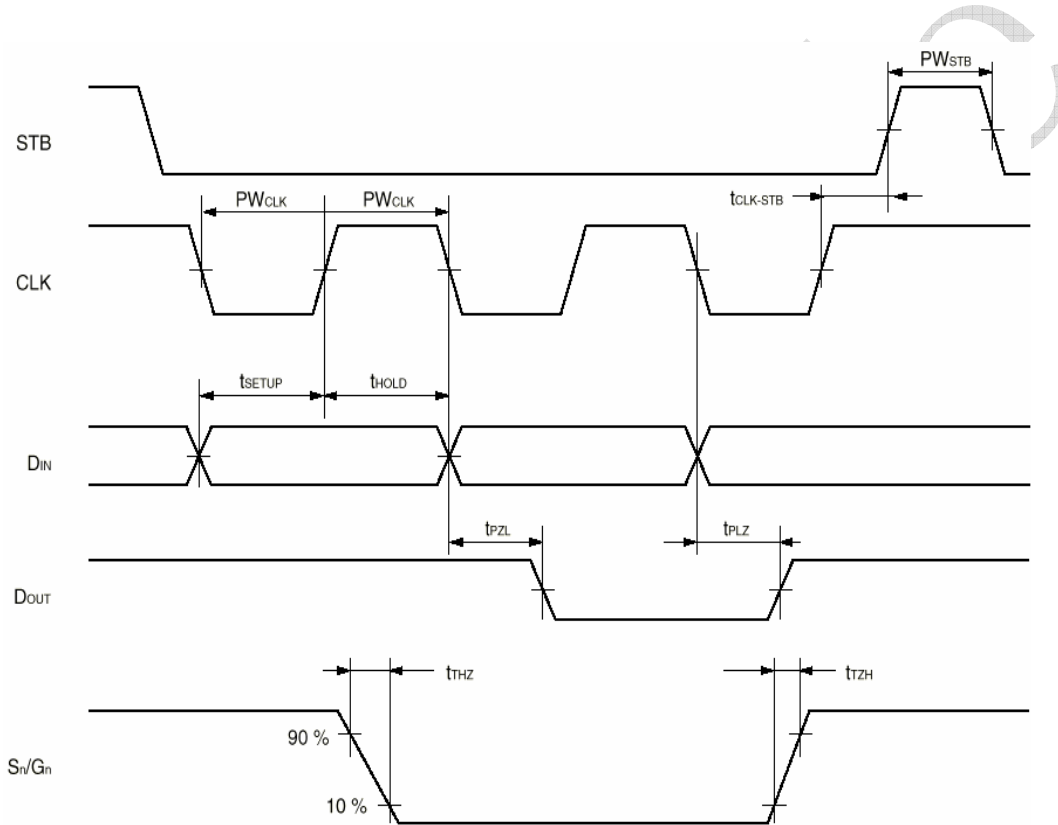 PWSTB
STB
tCLK-STB
PWCLK PWCLK
CLK
tSETUP tHOLD
DIN
tPZL tPLZ
DOUT
tTHZ tTZH
90 %
Sn/Gn
10 %